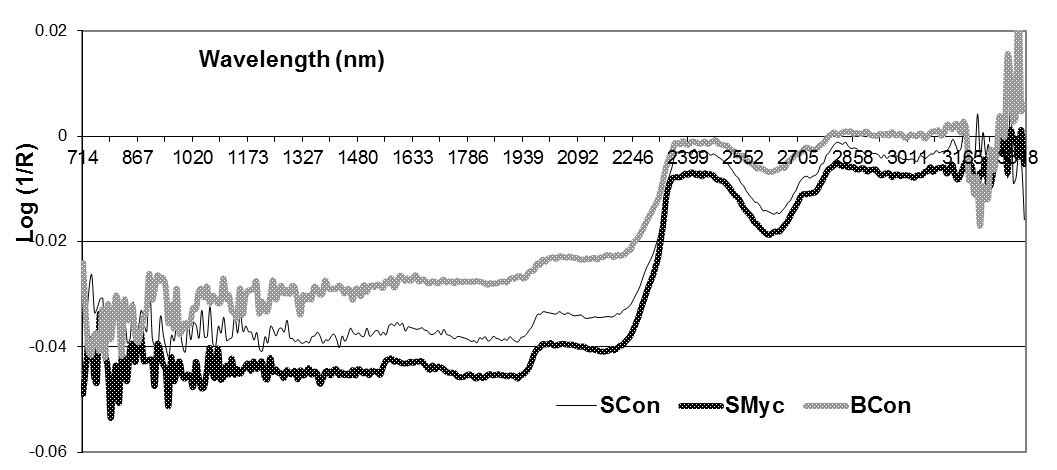 0.02
Wavelength (nm)
0
714 867 1020 1173 1327 1480 1633 1786 1939 2092 2246 2399 2552 2705 2858 3011 3165
Log (1/R)
-0.02
-0.04
SCon SMyc BCon
-0.06